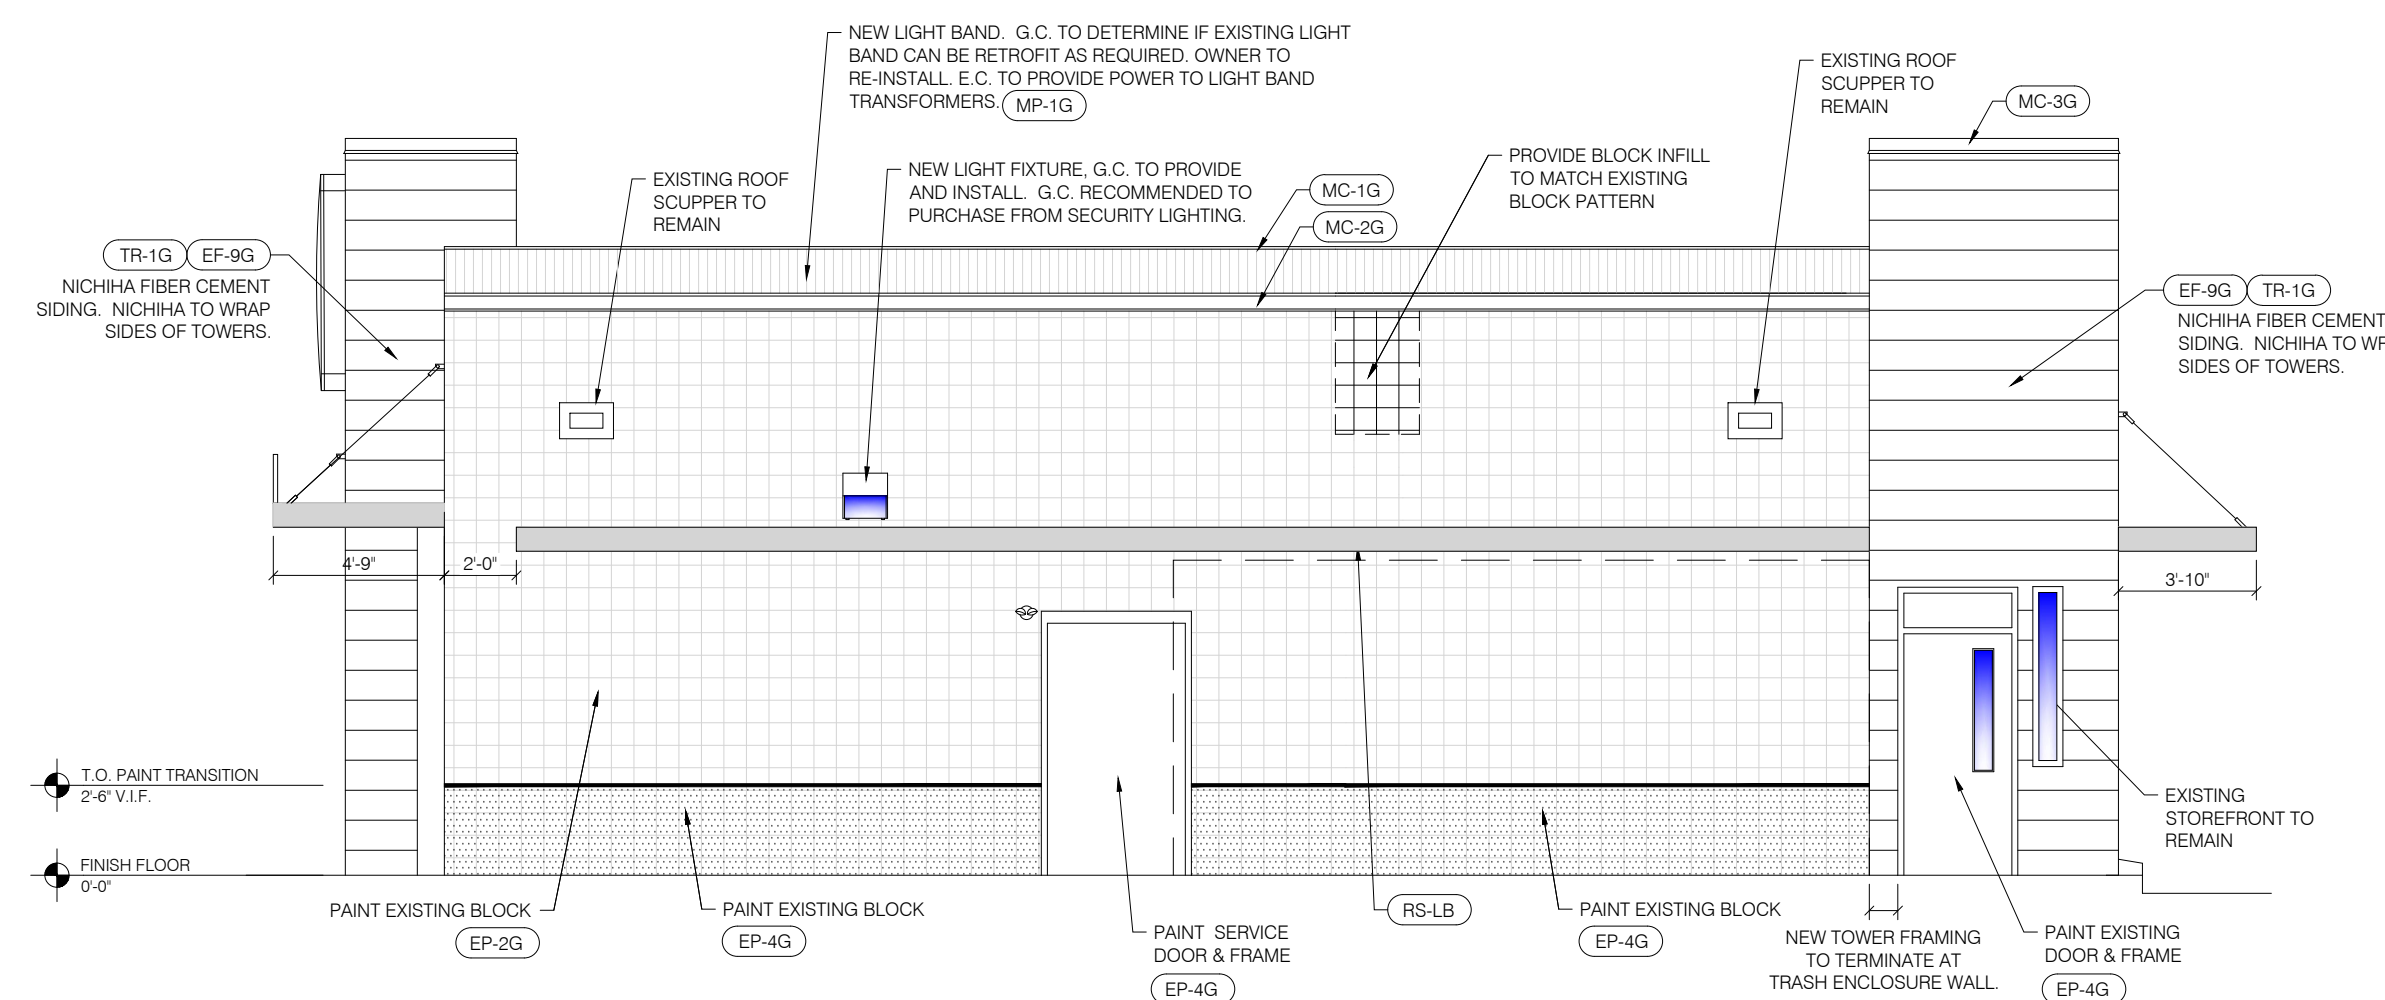 NEW LIGHT BAND.  G.C. TO DETERMINE IF EXISTING LIGHT
BAND CAN BE RETROFIT AS REQUIRED. OWNER TO
RE-INSTALL. E.C. TO PROVIDE POWER TO LIGHT BAND
TRANSFORMERS. MP-1G
EXISTING ROOF
SCUPPER TO
REMAIN
MC-3G
EXISTING ROOF
SCUPPER TO
REMAIN
NEW LIGHT FIXTURE, G.C. TO PROVIDE
AND INSTALL.  G.C. RECOMMENDED TO
PURCHASE FROM SECURITY LIGHTING.
MC-1G
MC-2G
PROVIDE BLOCK INFILL
TO MATCH EXISTING
BLOCK PATTERN
TR-1G EF-9G
NICHIHA FIBER CEMENT
SIDING.  NICHIHA TO WRAP
SIDES OF TOWERS.
EF-9G TR-1G
NICHIHA FIBER CEMENT
SIDING.  NICHIHA TO
SIDES OF TOWERS.
4'-9"
2'-0"
3'-10"
T.O. PAINT TRANSITION
2'-6" V.I.F.
FINISH FLOOR
0'-0"
PAINT EXISTING BLOCK
EP-2G
PAINT EXISTING BLOCK
EP-4G
PAINT  SERVICE
DOOR & FRAME
EP-4G
RS-LB
PAINT EXISTING BLOCK
EP-4G
NEW TOWER FRAMING
TO TERMINATE AT
TRASH ENCLOSURE WALL.
PAINT EXISTING
DOOR & FRAME
EP-4G
EXISTING
STOREFRONT TO
REMAIN